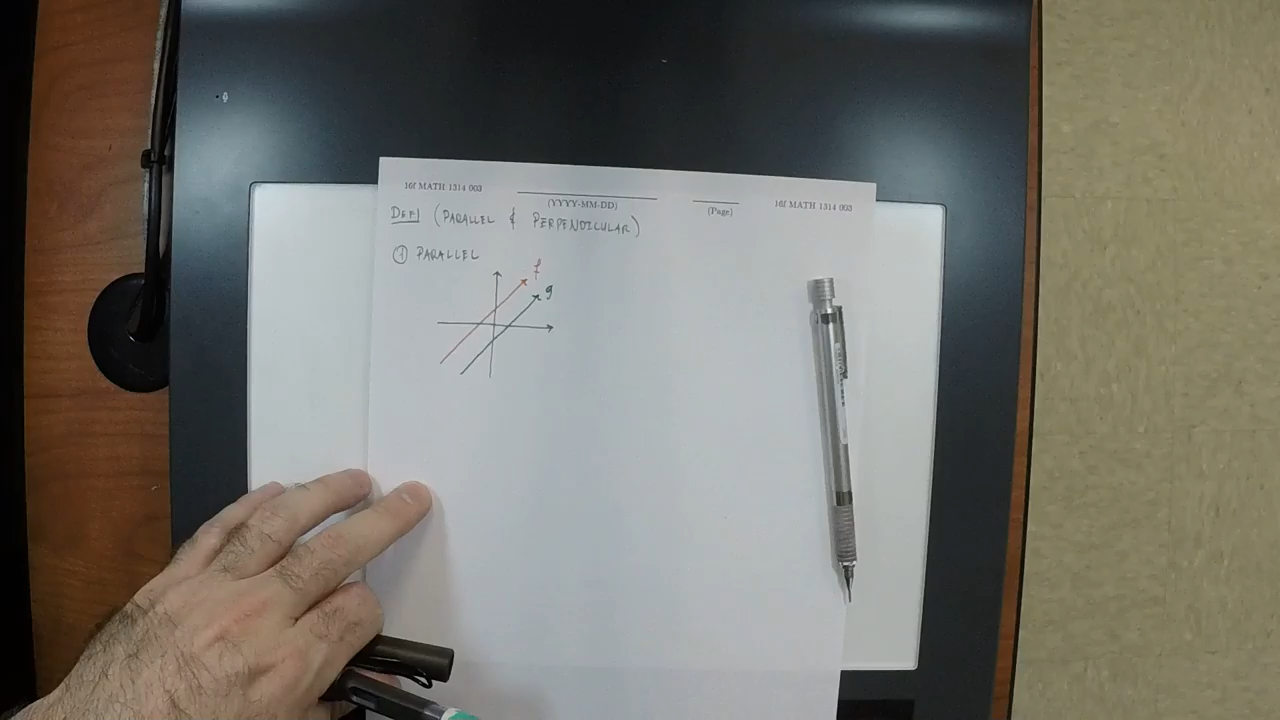 16f MATH 1314 003
(YYYY-MM-DD)
(Page)
16f MATH 1314 003
DEF| (PARALLEL & PERPENDICULAR)
① PARALLEL
f
g